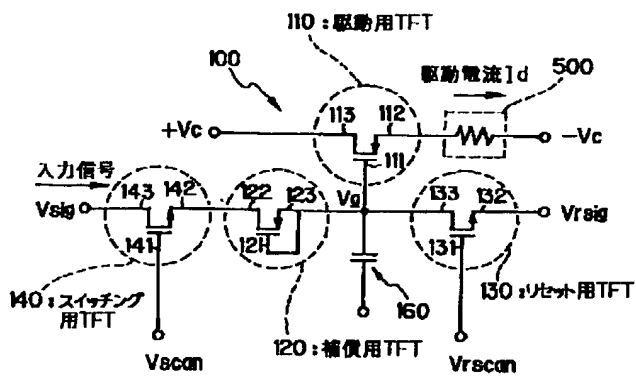 110:駆動用TFT
100
駆動電流Id
500
+Vc
113
112
-Vc
111
入力信号
143
142
122
123
Vg
133
132
Vsig
Vrsig
141
121
131
140:スイッチング
用TFT
160
130:リセット用TFT
120:補償用TFT
Vscan
Vrscan